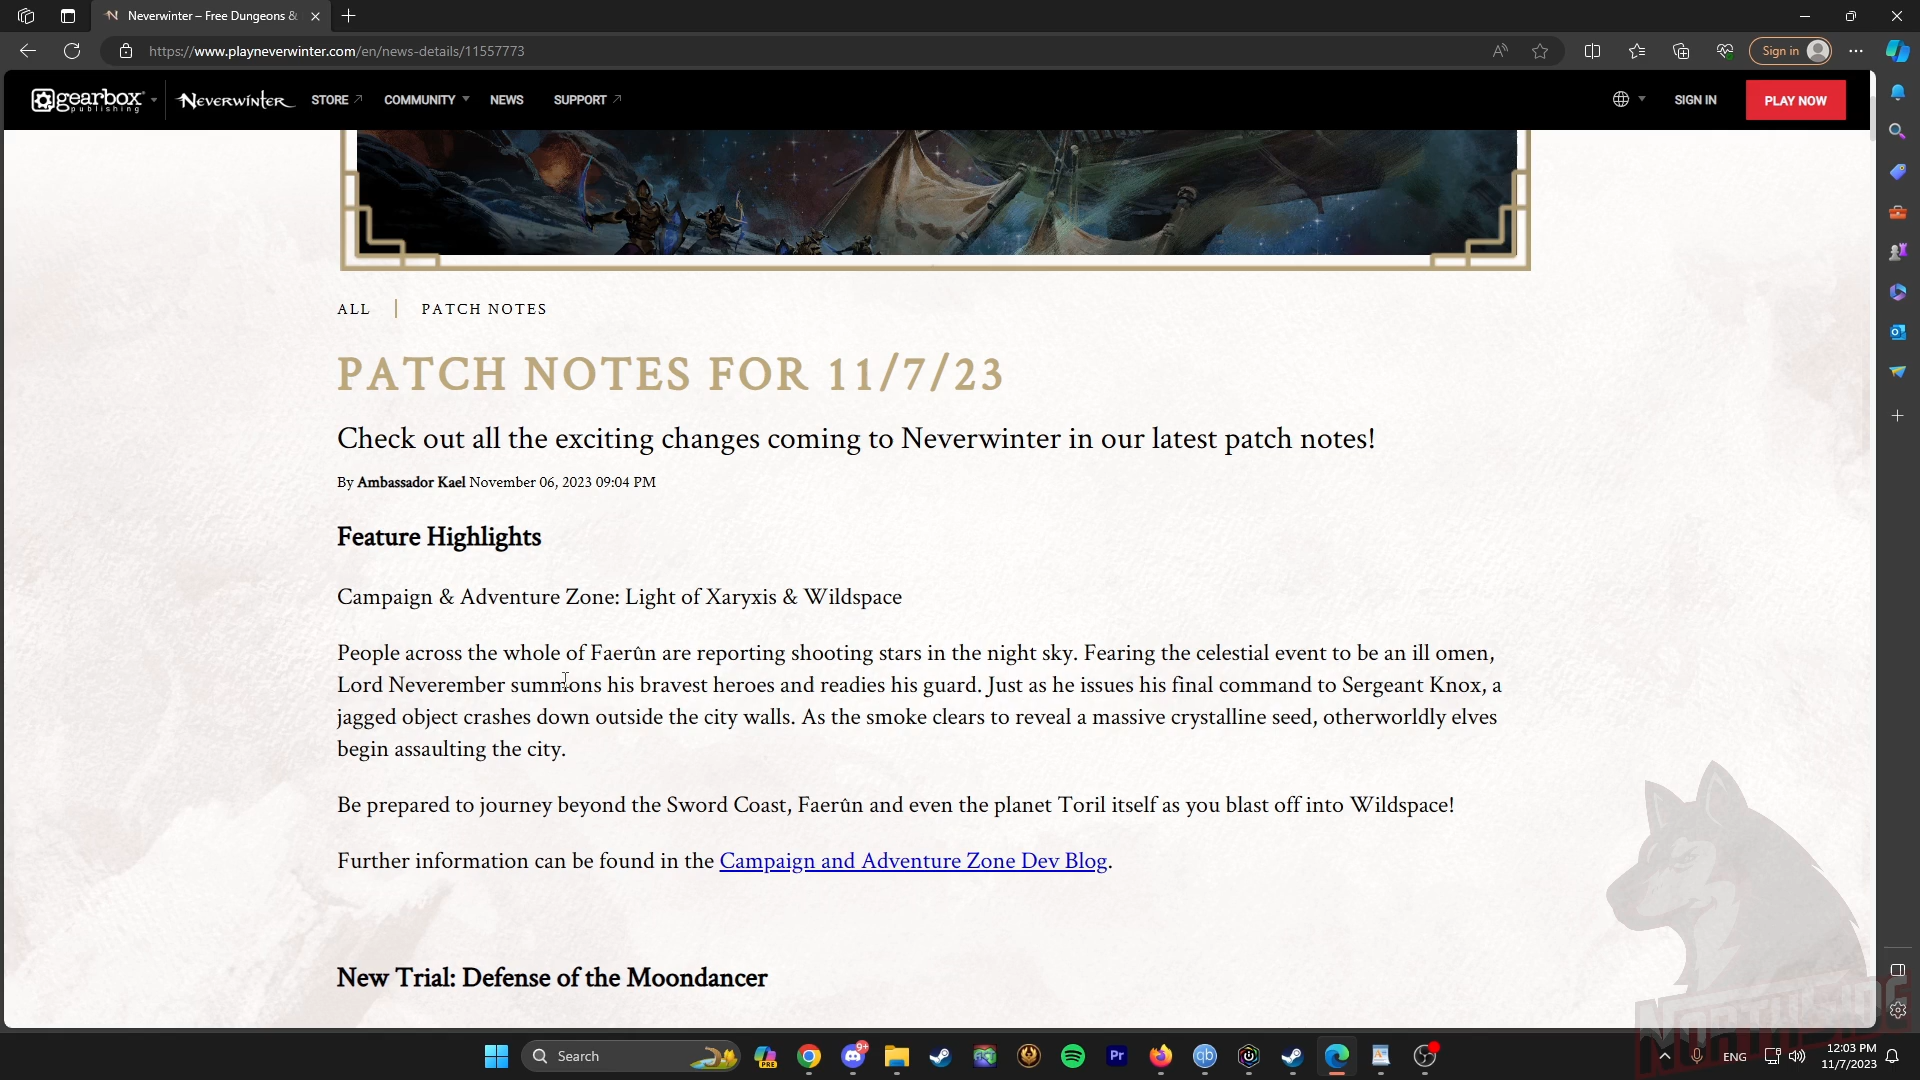 Neverwinter – Free Dungeons &
https://www.playneverwinter.com/en/news-details/11557773
Sign in
gearbox publishing
NEVERWINTER
STORE
COMMUNITY
NEWS
SUPPORT
SIGN IN
PLAY NOW
ALL | PATCH NOTES
PATCH NOTES FOR 11/7/23
Check out all the exciting changes coming to Neverwinter in our latest patch notes!
By Ambassador Kael November 06, 2023 09:04 PM
Feature Highlights
Campaign & Adventure Zone: Light of Xaryxis & Wildspace
People across the whole of Faerûn are reporting shooting stars in the night sky. Fearing the celestial event to be an ill omen,
Lord Neverember summons his bravest heroes and readies his guard. Just as he issues his final command to Sergeant Knox, a
jagged object crashes down outside the city walls. As the smoke clears to reveal a massive crystalline seed, otherworldly elves
begin assaulting the city.
Be prepared to journey beyond the Sword Coast, Faerûn and even the planet Toril itself as you blast off into Wildspace!
Further information can be found in the Campaign and Adventure Zone Dev Blog.
New Trial: Defense of the Moondancer
NORTHSIDE
Search
PRE
9+
Pr
qb
ENG
12:03 PM
11/7/2023